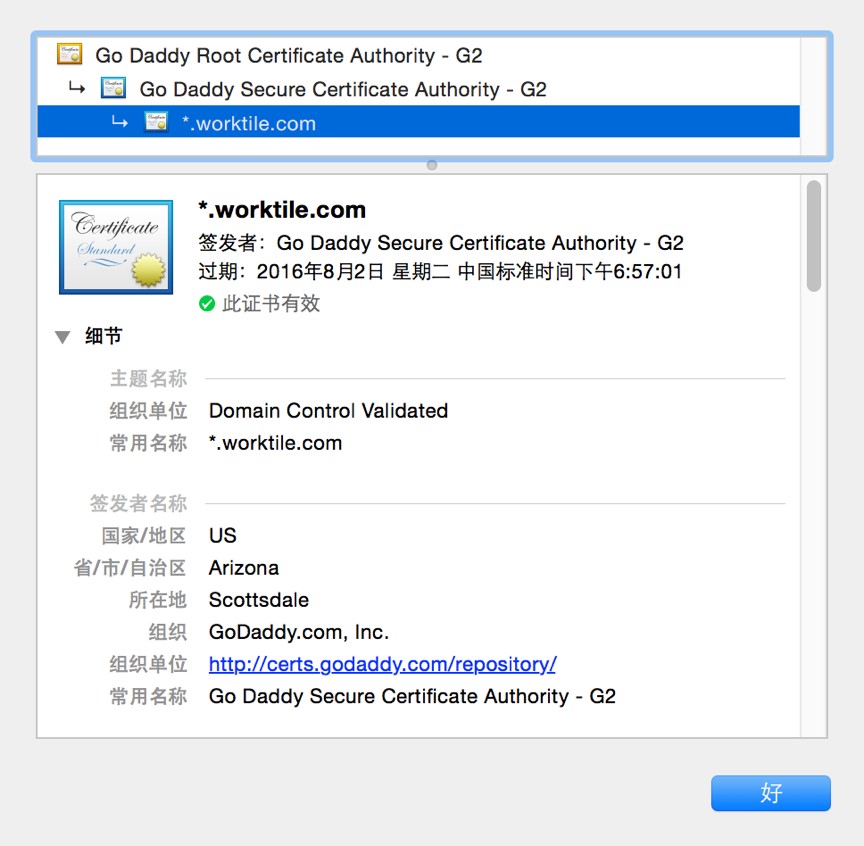 Go Daddy Root Certificate Authority - G2
Go Daddy Secure Certificate Authority - G2
*.worktile.com
Certificate
Standard
*.worktile.com
签发者：Go Daddy Secure Certificate Authority - G2
过期：2016年8月2日 星期二 中国标准时间下午6:57:01
此证书有效
细节
主题名称
组织单位 Domain Control Validated
常用名称 *.worktile.com
签发者名称
国家/地区 US
省/市/自治区 Arizona
所在地 Scottsdale
组织 GoDaddy.com, Inc.
组织单位 http://certs.godaddy.com/repository/
常用名称 Go Daddy Secure Certificate Authority - G2
好